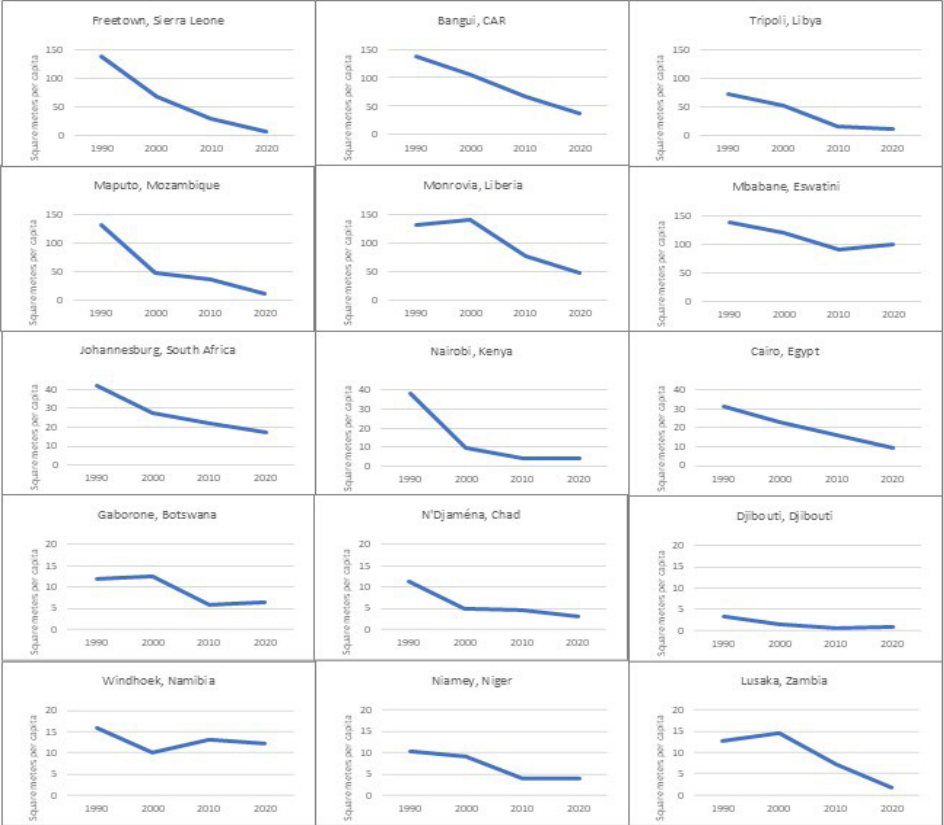 Freetown, Sierra Leone
Square meters per capita
150
100
50
0
1990 2000 2010 2020
Bangui, CAR
Square meters per capita
150
100
50
0
1990 2000 2010 2020
Tripoli, Libya
Square meters per capita
150
100
50
0
1990 2000 2010 2020
Maputo, Mozambique
Square meters per capita
150
100
50
0
1990 2000 2010 2020
Monrovia, Liberia
Square meters per capita
150
100
50
0
1990 2000 2010 2020
Mbabane, Eswatini
Square meters per capita
150
100
50
0
1990 2000 2010 2020
Johannesburg, South Africa
Square meters per capita
40
30
20
10
0
1990 2000 2010 2020
Nairobi, Kenya
Square meters per capita
40
30
20
10
0
1990 2000 2010 2020
Cairo, Egypt
Square meters per capita
40
30
20
10
0
1990 2000 2010 2020
Gaborone, Botswana
Square meters per capita
20
15
10
5
0
1990 2000 2010 2020
N'Djaména, Chad
Square meters per capita
20
15
10
5
0
1990 2000 2010 2020
Djibouti, Djibouti
Square meters per capita
20
15
10
5
0
1990 2000 2010 2020
Windhoek, Namibia
Square meters per capita
20
15
10
5
0
1990 2000 2010 2020
Niamey, Niger
Square meters per capita
20
15
10
5
0
1990 2000 2010 2020
Lusaka, Zambia
Square meters per capita
20
15
10
5
0
1990 2000 2010 2020